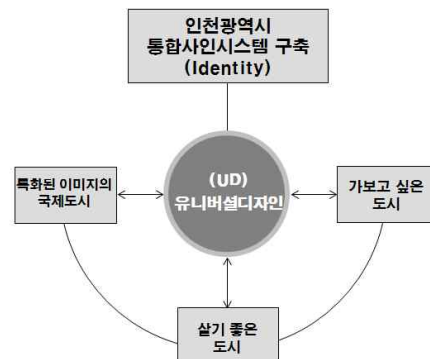 인천광역시
통합사인시스템 구축
(Identity)
(UD)
유니버설디자인
특화된 이미지의
국제도시
가보고 싶은
도시
살기 좋은
도시